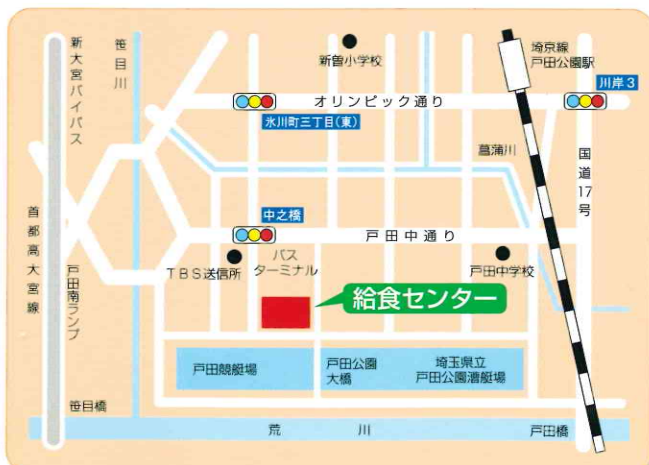 新大宮バイパス
笹目川
新曽小学校
埼京線
戸田公園駅
川岸3
オリンピック通り
氷川町三丁目(東)
菖蒲川
国道17号
首都高大宮線
戸田南ランプ
中之橋
戸田中通り
TBS送信所
バス
ターミナル
戸田中学校
給食センター
戸田競艇場
戸田公園
大橋
埼玉県立
戸田公園漕艇場
笹目橋
荒川
戸田橋